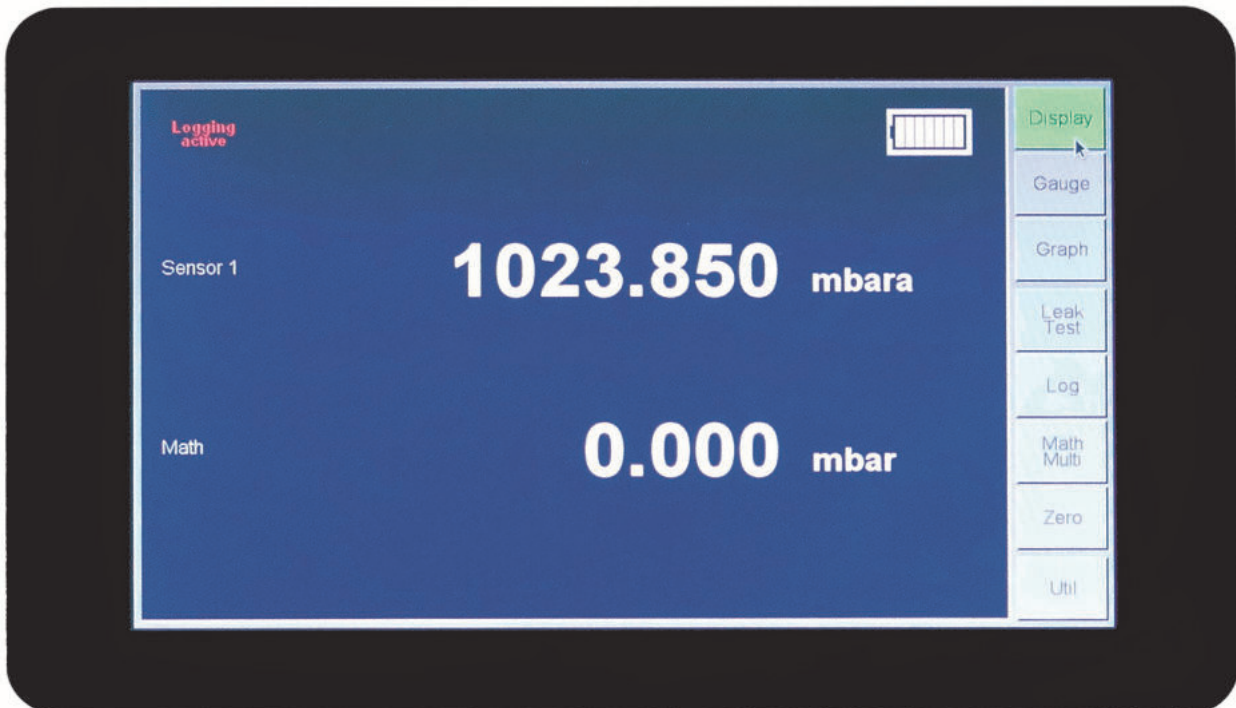 Logging
active
Sensor 1
1023.850 mbara
Math
0.000 mbar
Display
Gauge
Graph
Leak
Test
Log
Math
Multi
Zero
Util